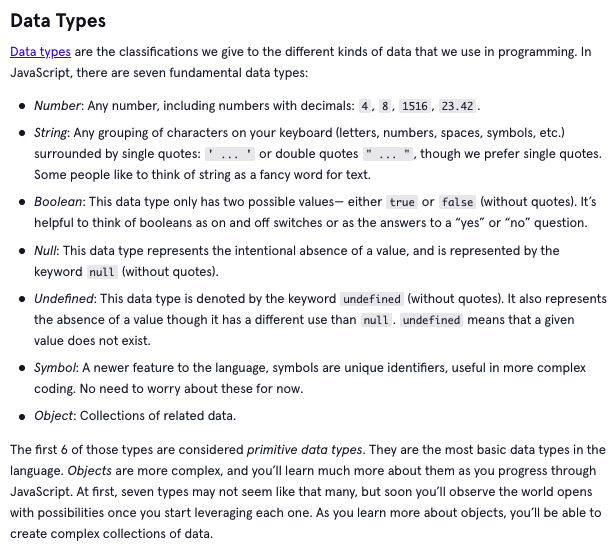 Data Types
Data types are the classifications we give to the different kinds of data that we use in programming. In
JavaScript, there are seven fundamental data types:
• Number: Any number, including numbers with decimals: 4, 8, 1516, 23.42.
• String: Any grouping of characters on your keyboard (letters, numbers, spaces, symbols, etc.)
surrounded by single quotes: ' ... ' or double quotes " ... ", though we prefer single quotes.
Some people like to think of string as a fancy word for text.
• Boolean: This data type only has two possible values— either true or false (without quotes). It’s
helpful to think of booleans as on and off switches or as the answers to a “yes” or “no” question.
• Null: This data type represents the intentional absence of a value, and is represented by the
keyword null (without quotes).
• Undefined: This data type is denoted by the keyword undefined (without quotes). It also represents
the absence of a value though it has a different use than null. undefined means that a given
value does not exist.
• Symbol: A newer feature to the language, symbols are unique identifiers, useful in more complex
coding. No need to worry about these for now.
• Object: Collections of related data.
The first 6 of those types are considered primitive data types. They are the most basic data types in the
language. Objects are more complex, and you’ll learn much more about them as you progress through
JavaScript. At first, seven types may not seem like that many, but soon you’ll observe the world opens
with possibilities once you start leveraging each one. As you learn more about objects, you’ll be able to
create complex collections of data.